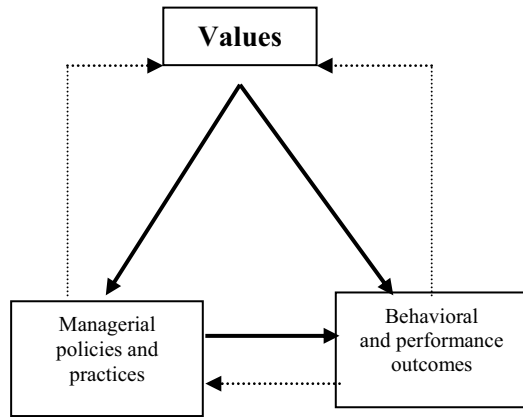 Values
Managerial
policies and
practices
Behavioral
and performance
outcomes